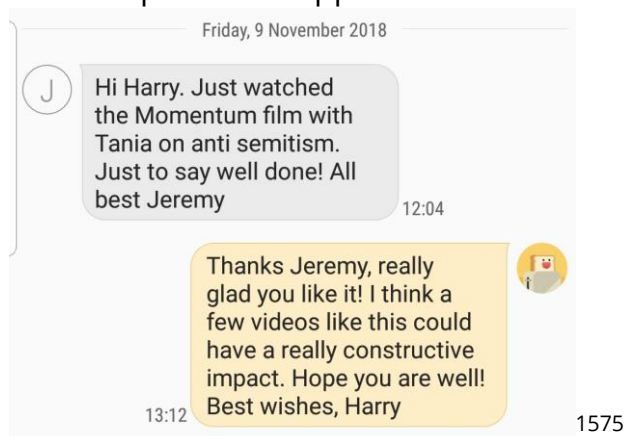 Friday, 9 November 2018
J
Hi Harry. Just watched
the Momentum film with
Tania on anti semitism.
Just to say well done! All
best Jeremy
12:04
Thanks Jeremy, really
glad you like it! I think a
few videos like this could
have a really constructive
impact. Hope you are well!
Best wishes, Harry
13:12
1575